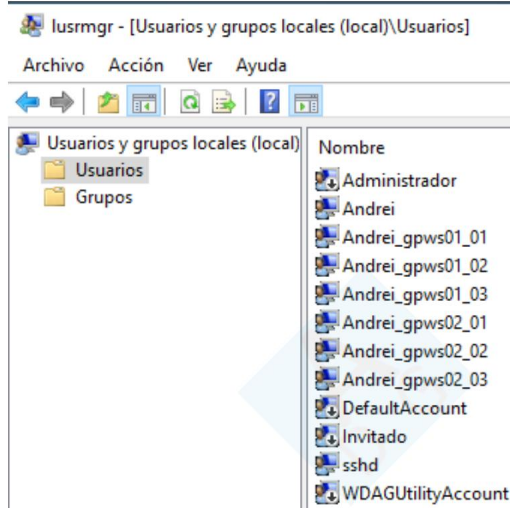 lusrmgr - [Usuarios y grupos locales (local)\Usuarios]
Archivo Acción Ver Ayuda
Usuarios y grupos locales (local)
Usuarios
Grupos
Nombre
Administrador
Andrei
Andrei_gpws01_01
Andrei_gpws01_02
Andrei_gpws01_03
Andrei_gpws02_01
Andrei_gpws02_02
Andrei_gpws02_03
DefaultAccount
Invitado
sshd
WDAGUtilityAccount